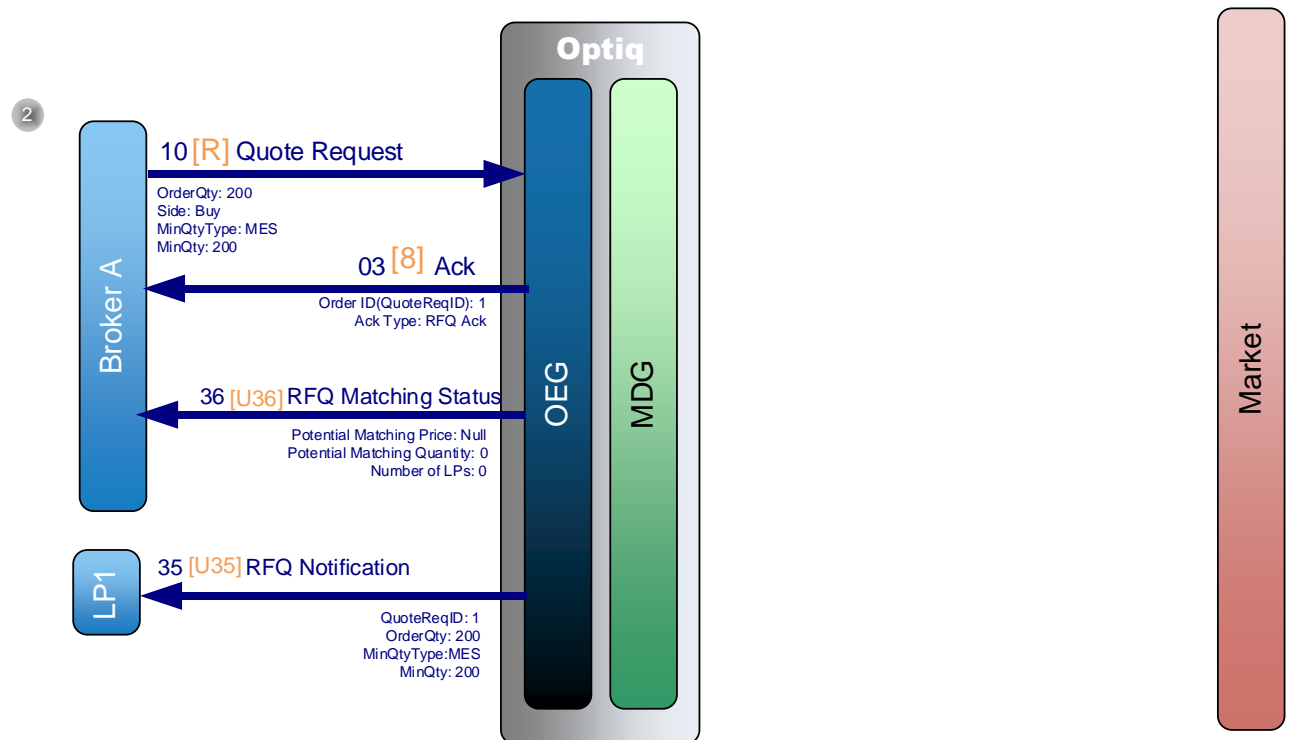 Optiq
2
10 [R] Quote Request
OrderQty: 200
Side: Buy
MinQtyType: MES
MinQty: 200
03 [8] Ack
Order ID(QuoteReqID): 1
Ack Type: RFQ Ack
Broker A
36 [U36] RFQ Matching Status
Potential Matching Price: Null
Potential Matching Quantity: 0
Number of LPs: 0
OEG
MDG
Market
LP1
35 [U35] RFQ Notification
QuoteReqID: 1
OrderQty: 200
MinQtyType:MES
MinQty: 200